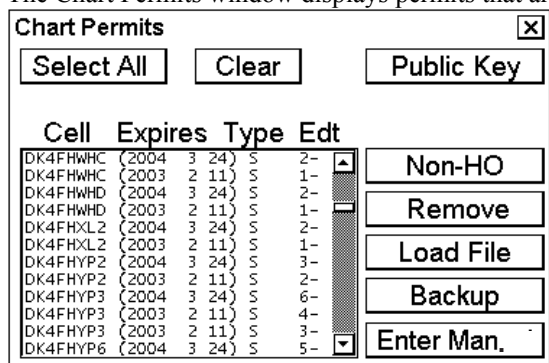 The Chart Permits window displays permits that are
Chart Permits
Select All Clear Public Key
Cell Expires Type Edt
DK4FHWHC (2004 3 24) S 2-
DK4FHWHC (2003 2 11) S 1-
DK4FHWHD (2004 3 24) S 2-
DK4FHWHD (2003 2 11) S 1-
DK4FHXL2 (2004 3 24) S 2-
DK4FHXL2 (2003 2 11) S 1-
DK4FHYP2 (2004 3 24) S 3-
DK4FHYP2 (2003 2 11) S 2-
DK4FHYP3 (2004 3 24) S 6-
DK4FHYP3 (2003 2 11) S 4-
DK4FHYP3 (2003 2 11) S 3-
DK4FHYP6 (2004 3 24) S 5-
Non-HO
Remove
Load File
Backup
Enter Man.